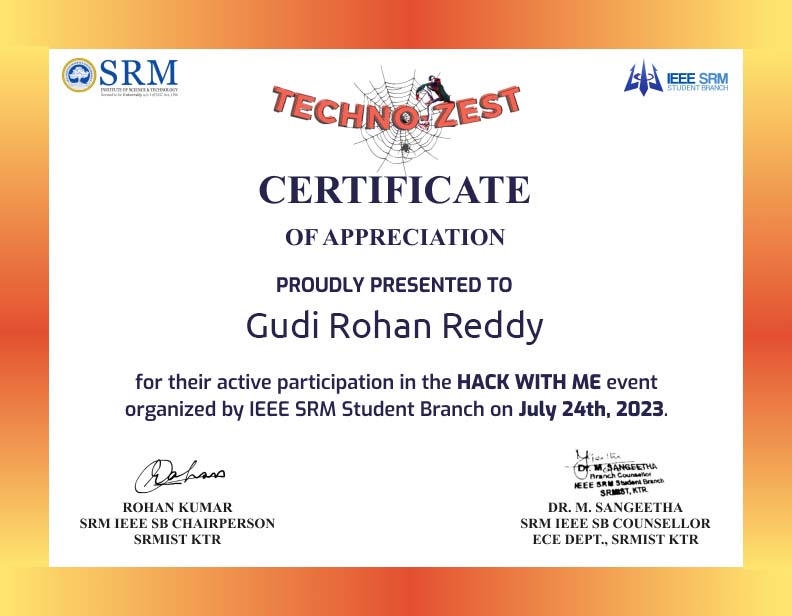 SRM
INSTITUTE OF SCIENCE & TECHNOLOGY
Deemed to be University u/s 3 of UGC Act, 1956
IEEE SRM
STUDENT BRANCH
TECHNO-ZEST
CERTIFICATE
OF APPRECIATION
PROUDLY PRESENTED TO
Gudi Rohan Reddy
for their active participation in the HACK WITH ME event
organized by IEEE SRM Student Branch on July 24th, 2023.
Dr. M. SANGEETHA
Branch Counsellor
IEEE SRM Student Branch
SRMIST, KTR.
ROHAN KUMAR
SRM IEEE SB CHAIRPERSON
SRMIST KTR
DR. M. SANGEETHA
SRM IEEE SB COUNSELLOR
ECE DEPT., SRMIST KTR